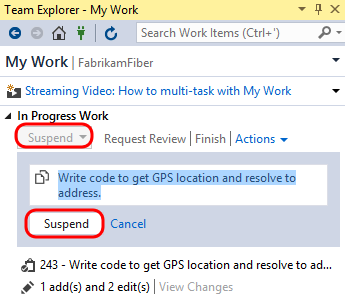 Team Explorer - My Work
Search Work Items (Ctrl+')
My Work | FabrikamFiber
Streaming Video: How to multi-task with My Work
In Progress Work
Suspend | Request Review | Finish | Actions
Write code to get GPS location and resolve to
address.
Suspend Cancel
243 - Write code to get GPS location and resolve to ad...
1 add(s) and 2 edit(s) | View Changes